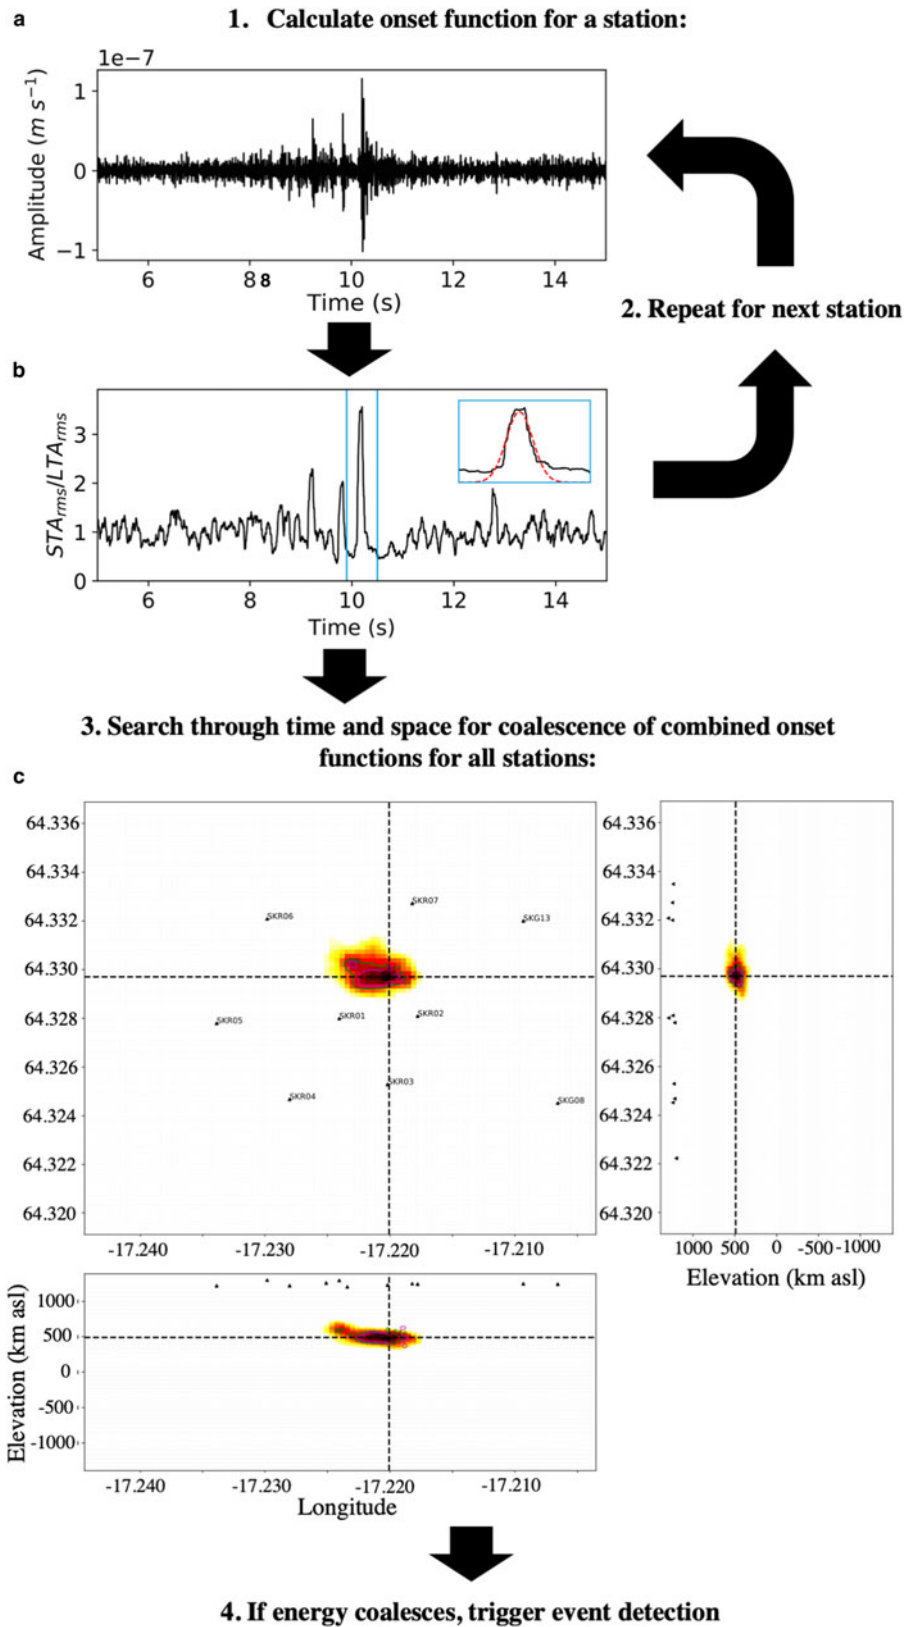 a
1. Calculate onset function for a station:
1e−7
Amplitude (m s⁻¹)
1
0
−1
6 8 8 10 12 14
Time (s)
2. Repeat for next station
b
STArms/LTArms
3
2
1
0
6 8 10 12 14
Time (s)
3. Search through time and space for coalescence of combined onset
functions for all stations:
c
64.336
64.334
64.332
64.330
64.328
64.326
64.324
64.322
64.320
SKR07
SKR06
SKG13
SKR05
SKR01
SKR02
SKR03
SKR04
SKG08
-17.240 -17.230 -17.220 -17.210
64.336
64.334
64.332
64.330
64.328
64.326
64.324
64.322
64.320
1000 500 0 -500 -1000
Elevation (km asl)
Elevation (km asl)
1000
500
0
-500
-1000
-17.240 -17.230 -17.220 -17.210
Longitude
4. If energy coalesces, trigger event detection